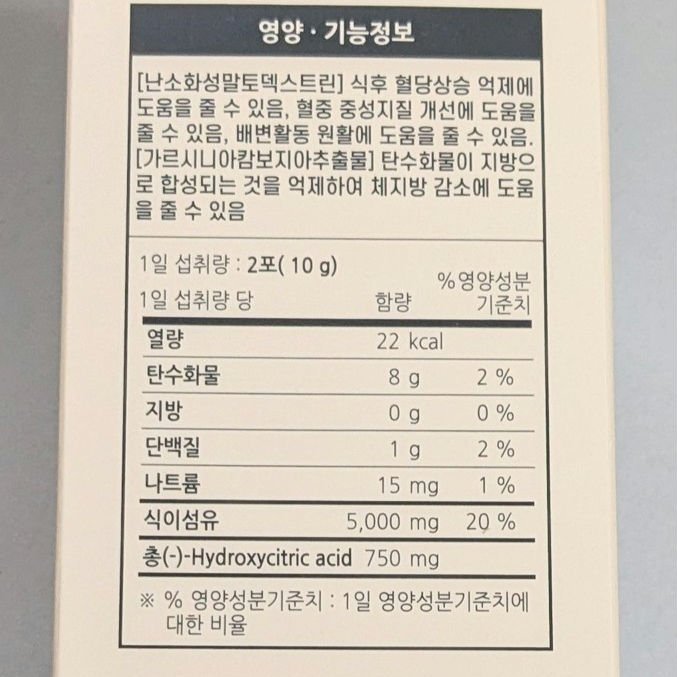 영양 · 기능정보
[난소화성말토덱스트린] 식후 혈당상승 억제에
도움을 줄 수 있음, 혈중 중성지질 개선에 도움을
줄 수 있음, 배변활동 원활에 도움을 줄 수 있음.
[가르시니아캄보지아추출물] 탄수화물이 지방으
로 합성되는 것을 억제하여 체지방 감소에 도움
을 줄 수 있음
1일 섭취량 : 2포( 10 g)
1일 섭취량 당 함량 %영양성분
기준치
열량 22 kcal
탄수화물 8 g 2 %
지방 0 g 0 %
단백질 1 g 2 %
나트륨 15 mg 1 %
식이섬유 5,000 mg 20 %
총(-)-Hydroxycitric acid 750 mg
※ % 영양성분기준치 : 1일 영양성분기준치에
대한 비율